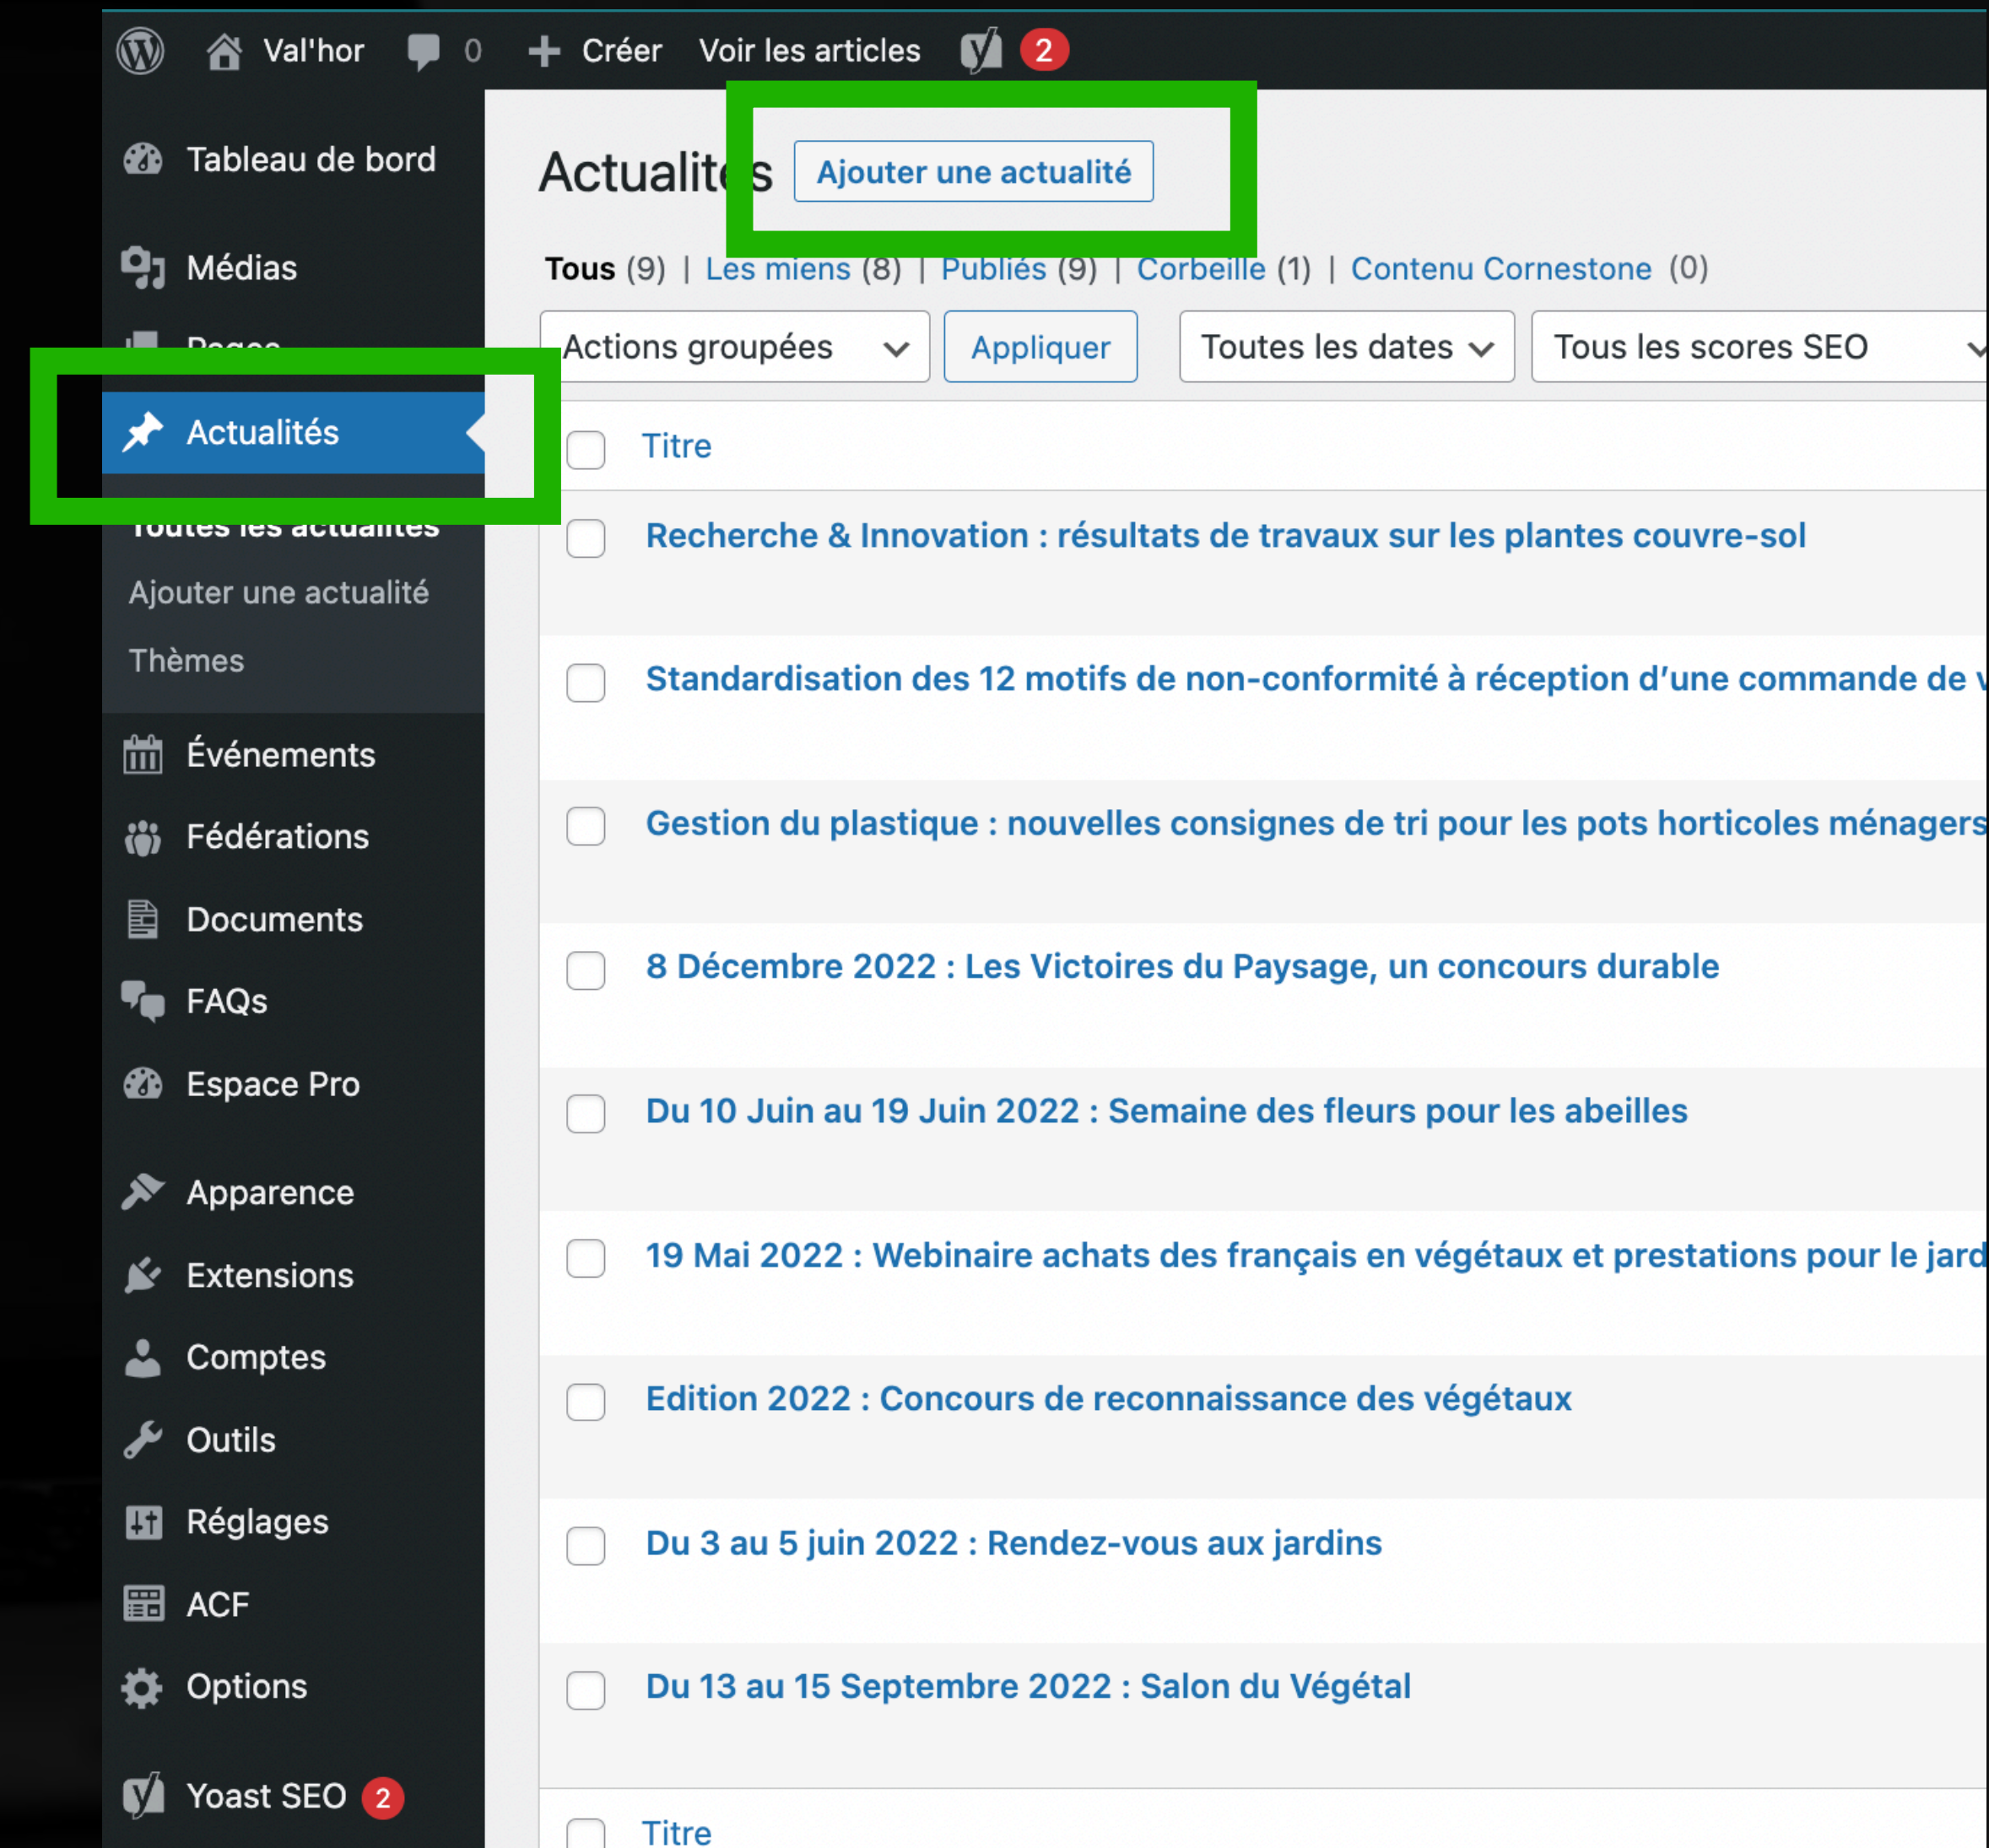 Val'hor 0 Créer Voir les articles 2
Tableau de bord
Médias
Pages
Actualités
Toutes les actualités
Ajouter une actualité
Thèmes
Événements
Fédérations
Documents
FAQs
Espace Pro
Apparence
Extensions
Comptes
Outils
Réglages
ACF
Options
Yoast SEO 2
Actualités Ajouter une actualité
Tous (9) | Les miens (8) | Publiés (9) | Corbeille (1) | Contenu Cornestone (0)
Actions groupées Appliquer Toutes les dates Tous les scores SEO
Titre
Recherche & Innovation : résultats de travaux sur les plantes couvre-sol
Standardisation des 12 motifs de non-conformité à réception d’une commande de
Gestion du plastique : nouvelles consignes de tri pour les pots horticoles ménagers
8 Décembre 2022 : Les Victoires du Paysage, un concours durable
Du 10 Juin au 19 Juin 2022 : Semaine des fleurs pour les abeilles
19 Mai 2022 : Webinaire achats des français en végétaux et prestations pour le jard
Edition 2022 : Concours de reconnaissance des végétaux
Du 3 au 5 juin 2022 : Rendez-vous aux jardins
Du 13 au 15 Septembre 2022 : Salon du Végétal
Titre